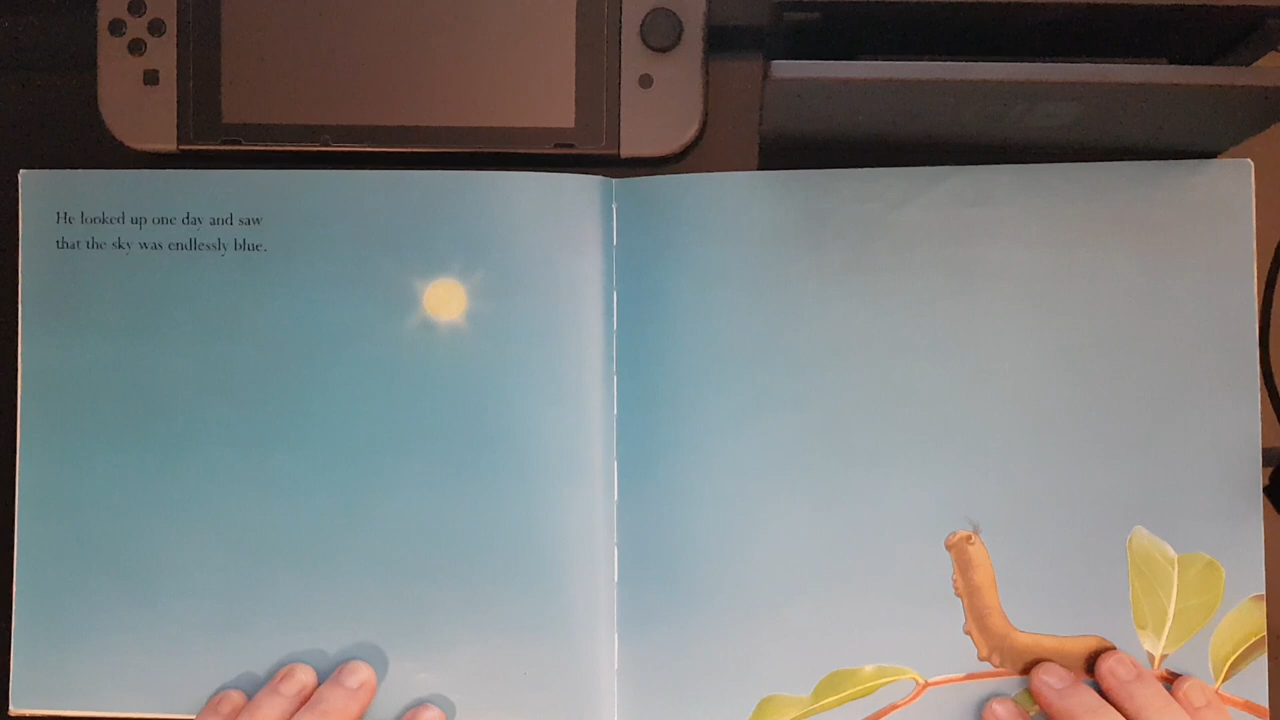 He looked up one day and saw
that the sky was endlessly blue.